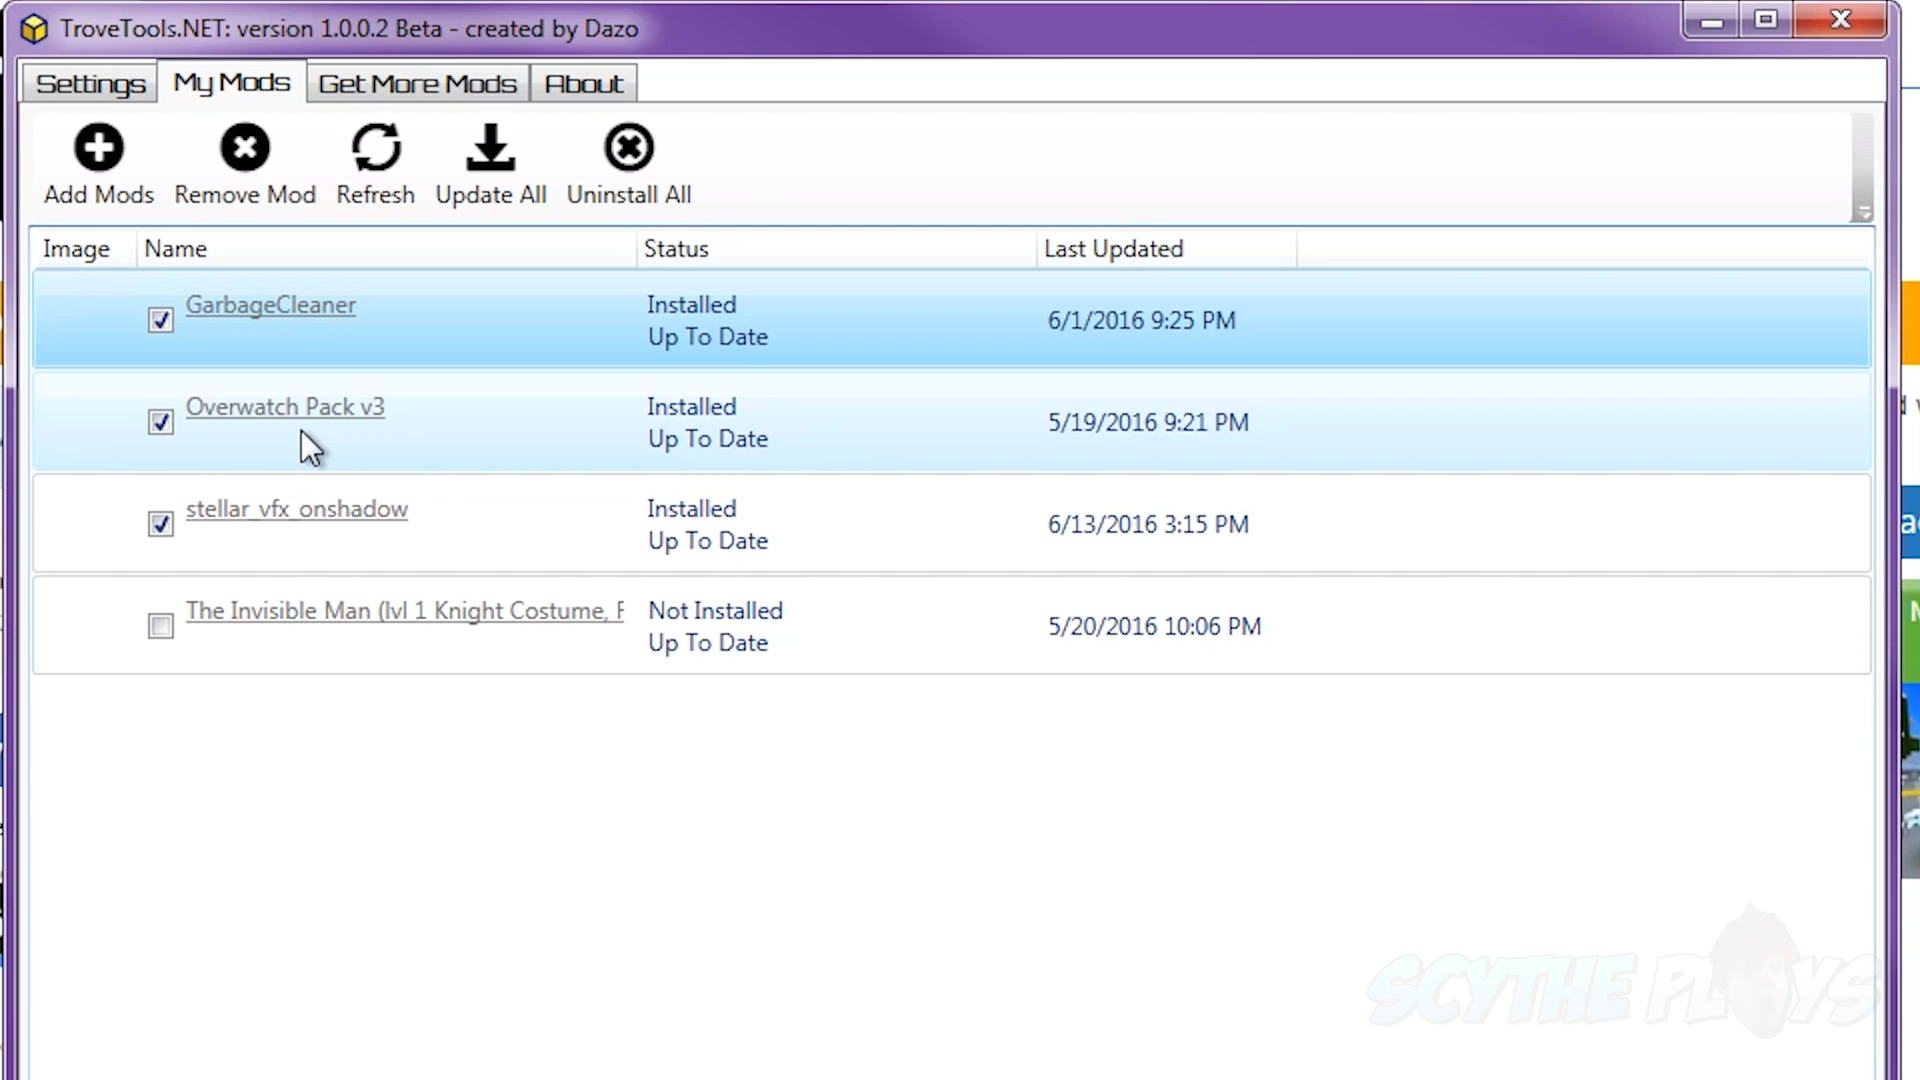 TroveTools.NET: version 1.0.0.2 Beta - created by Dazo
Settings My Mods Get More Mods About
Add Mods Remove Mod Refresh Update All Uninstall All
Image Name Status Last Updated
GarbageCleaner
Installed
Up To Date
6/1/2016 9:25 PM
Overwatch Pack v3
Installed
Up To Date
5/19/2016 9:21 PM
stellar_vfx_onshadow
Installed
Up To Date
6/13/2016 3:15 PM
The Invisible Man (lvl 1 Knight Costume,
Not Installed
Up To Date
5/20/2016 10:06 PM
SCYTHE PLAYS